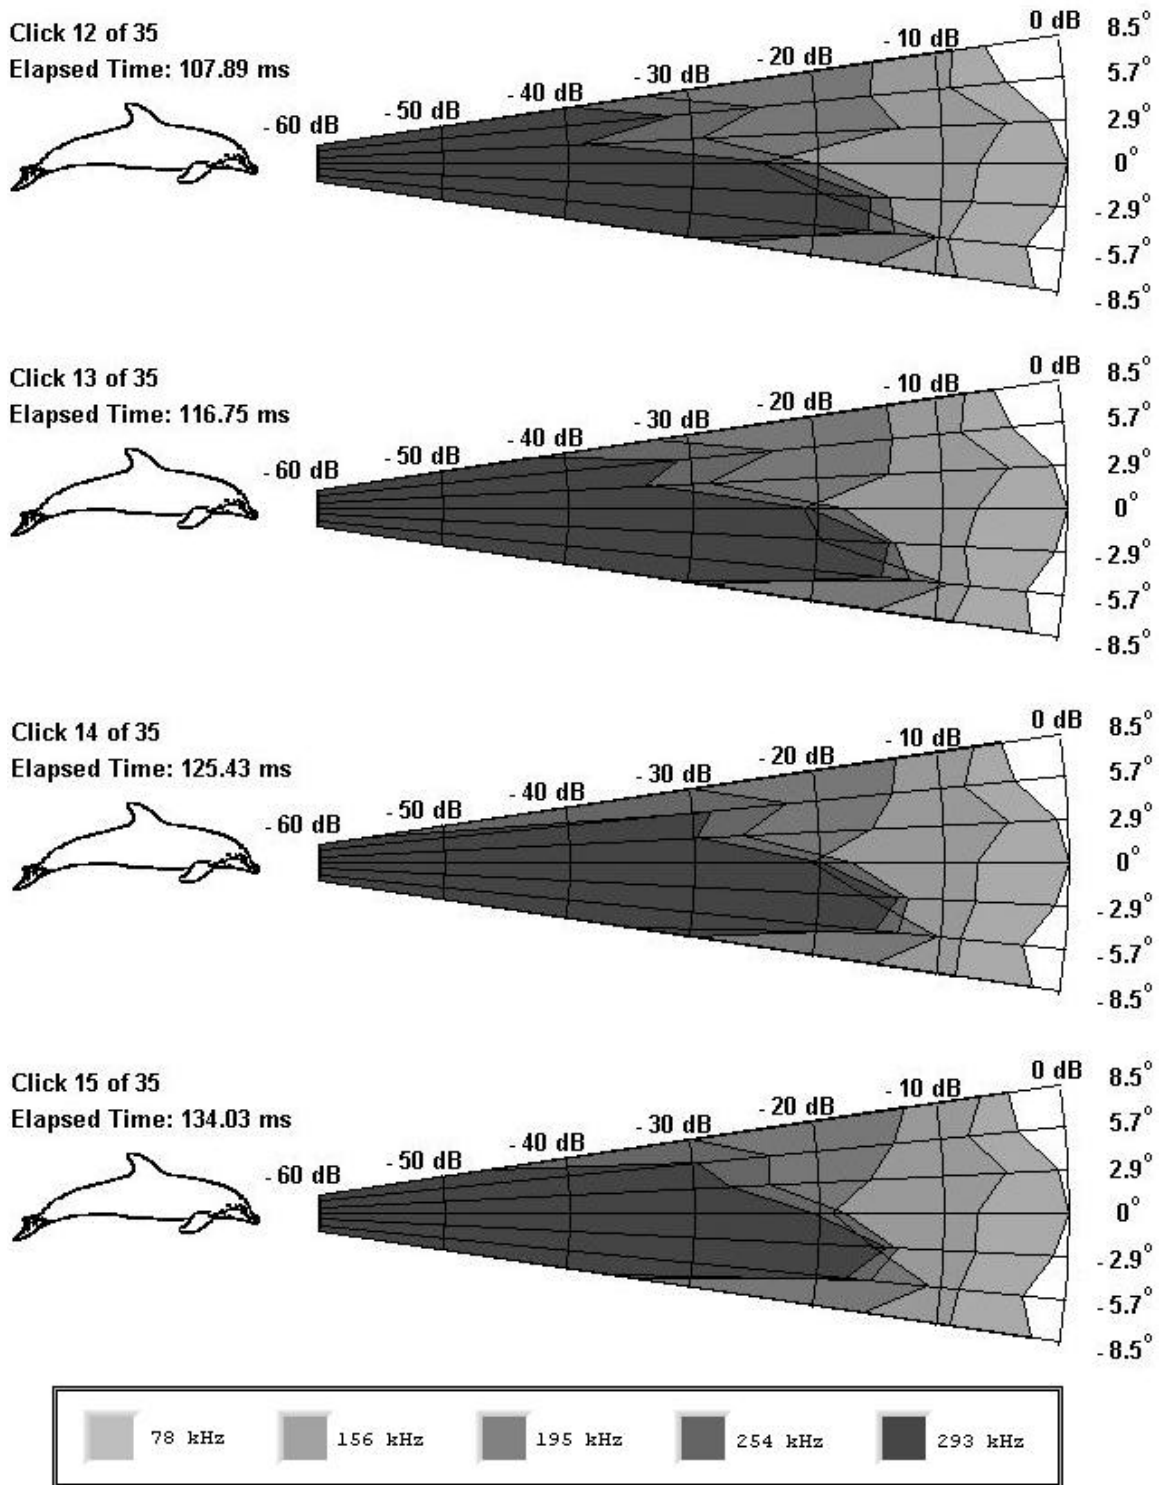 Click 12 of 35
Elapsed Time: 107.89 ms
- 60 dB
- 50 dB
- 40 dB
- 30 dB
- 20 dB
- 10 dB
0 dB
8.5°
5.7°
2.9°
0°
- 2.9°
- 5.7°
- 8.5°
Click 13 of 35
Elapsed Time: 116.75 ms
- 60 dB
- 50 dB
- 40 dB
- 30 dB
- 20 dB
- 10 dB
0 dB
8.5°
5.7°
2.9°
0°
- 2.9°
- 5.7°
- 8.5°
Click 14 of 35
Elapsed Time: 125.43 ms
- 60 dB
- 50 dB
- 40 dB
- 30 dB
- 20 dB
- 10 dB
0 dB
8.5°
5.7°
2.9°
0°
- 2.9°
- 5.7°
- 8.5°
Click 15 of 35
Elapsed Time: 134.03 ms
- 60 dB
- 50 dB
- 40 dB
- 30 dB
- 20 dB
- 10 dB
0 dB
8.5°
5.7°
2.9°
0°
- 2.9°
- 5.7°
- 8.5°
78 kHz
156 kHz
195 kHz
254 kHz
293 kHz